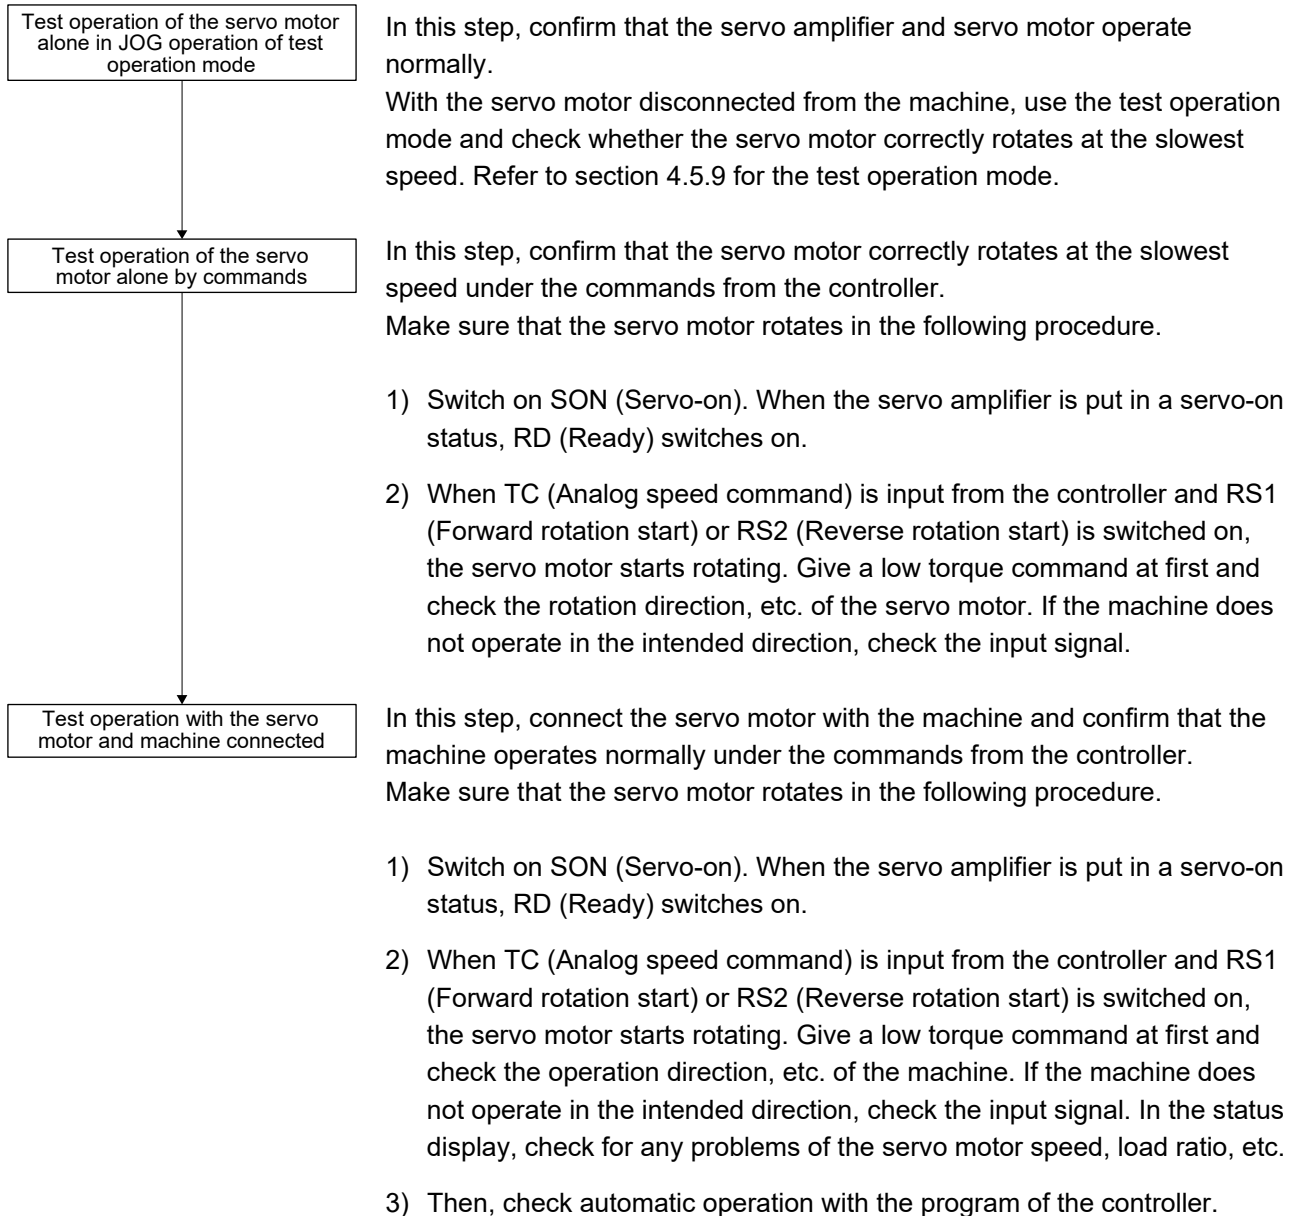 Test operation of the servo motor
alone in JOG operation of test
operation mode
In this step, confirm that the servo amplifier and servo motor operate
normally.
With the servo motor disconnected from the machine, use the test operation
mode and check whether the servo motor correctly rotates at the slowest
speed. Refer to section 4.5.9 for the test operation mode.
Test operation of the servo
motor alone by commands
In this step, confirm that the servo motor correctly rotates at the slowest
speed under the commands from the controller.
Make sure that the servo motor rotates in the following procedure.
1) Switch on SON (Servo-on). When the servo amplifier is put in a servo-on
status, RD (Ready) switches on.
2) When TC (Analog speed command) is input from the controller and RS1
(Forward rotation start) or RS2 (Reverse rotation start) is switched on,
the servo motor starts rotating. Give a low torque command at first and
check the rotation direction, etc. of the servo motor. If the machine does
not operate in the intended direction, check the input signal.
Test operation with the servo
motor and machine connected
In this step, connect the servo motor with the machine and confirm that the
machine operates normally under the commands from the controller.
Make sure that the servo motor rotates in the following procedure.
1) Switch on SON (Servo-on). When the servo amplifier is put in a servo-on
status, RD (Ready) switches on.
2) When TC (Analog speed command) is input from the controller and RS1
(Forward rotation start) or RS2 (Reverse rotation start) is switched on,
the servo motor starts rotating. Give a low torque command at first and
check the operation direction, etc. of the machine. If the machine does
not operate in the intended direction, check the input signal. In the status
display, check for any problems of the servo motor speed, load ratio, etc.
3) Then, check automatic operation with the program of the controller.